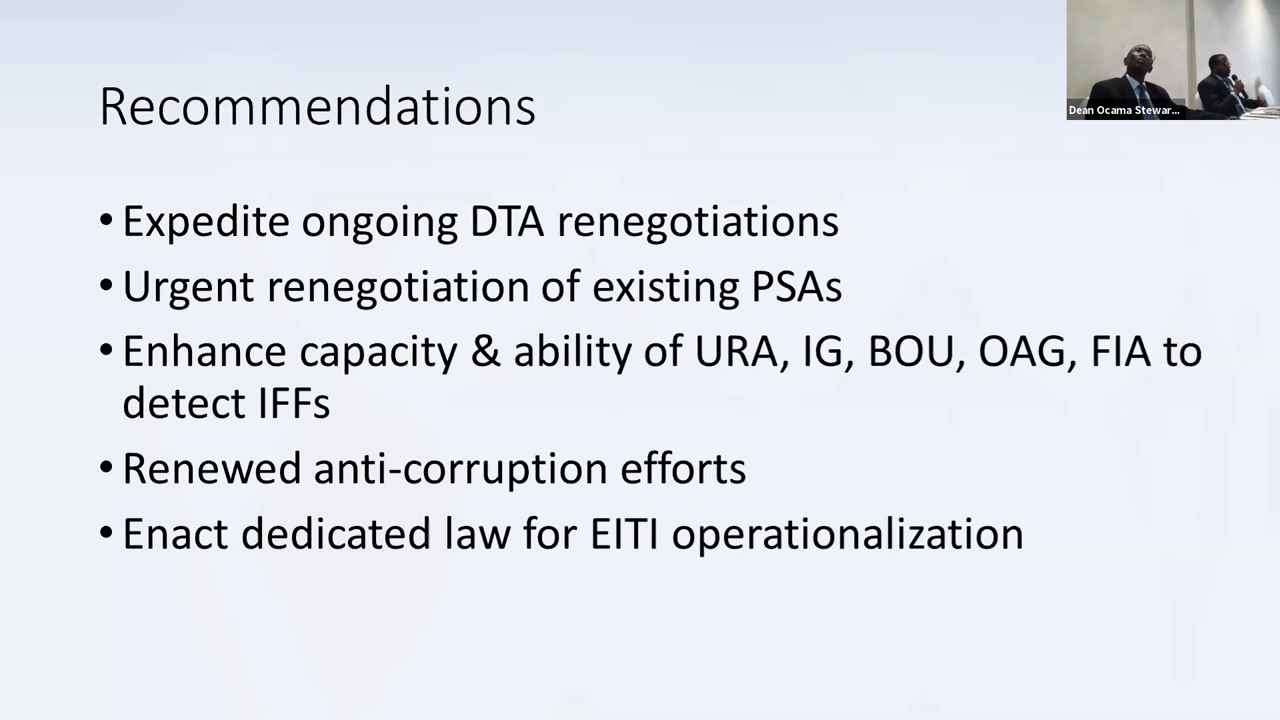 Dean Ocama Stewar...
Recommendations
• Expedite ongoing DTA renegotiations
• Urgent renegotiation of existing PSAs
• Enhance capacity & ability of URA, IG, BOU, OAG, FIA to
detect IFFs
• Renewed anti-corruption efforts
• Enact dedicated law for EITI operationalization